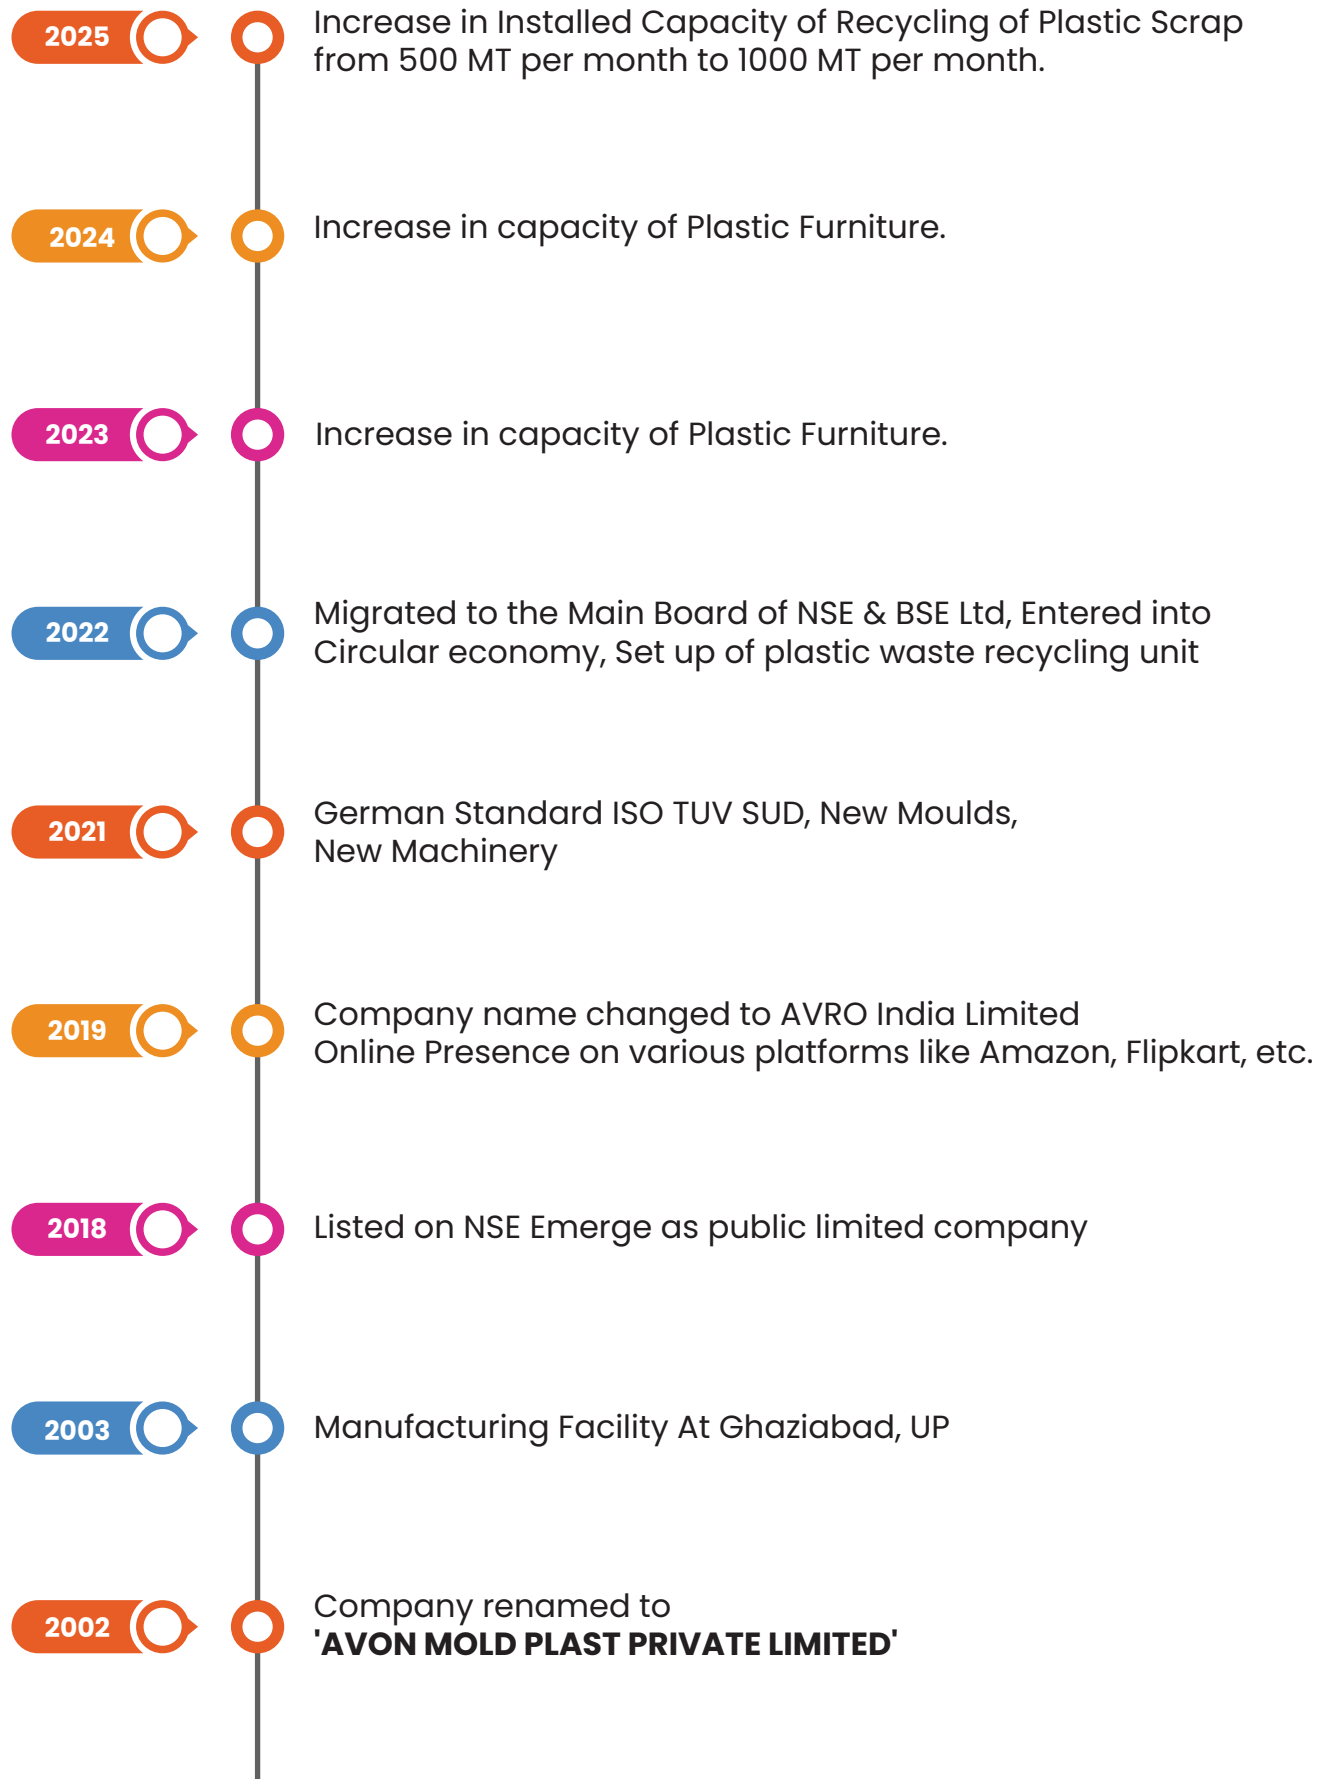 2025
Increase in Installed Capacity of Recycling of Plastic Scrap
from 500 MT per month to 1000 MT per month.
2024
Increase in capacity of Plastic Furniture.
2023
Increase in capacity of Plastic Furniture.
2022
Migrated to the Main Board of NSE & BSE Ltd, Entered into
Circular economy, Set up of plastic waste recycling unit
2021
German Standard ISO TUV SUD, New Moulds,
New Machinery
2019
Company name changed to AVRO India Limited
Online Presence on various platforms like Amazon, Flipkart, etc.
2018
Listed on NSE Emerge as public limited company
2003
Manufacturing Facility At Ghaziabad, UP
2002
Company renamed to
'AVON MOLD PLAST PRIVATE LIMITED'